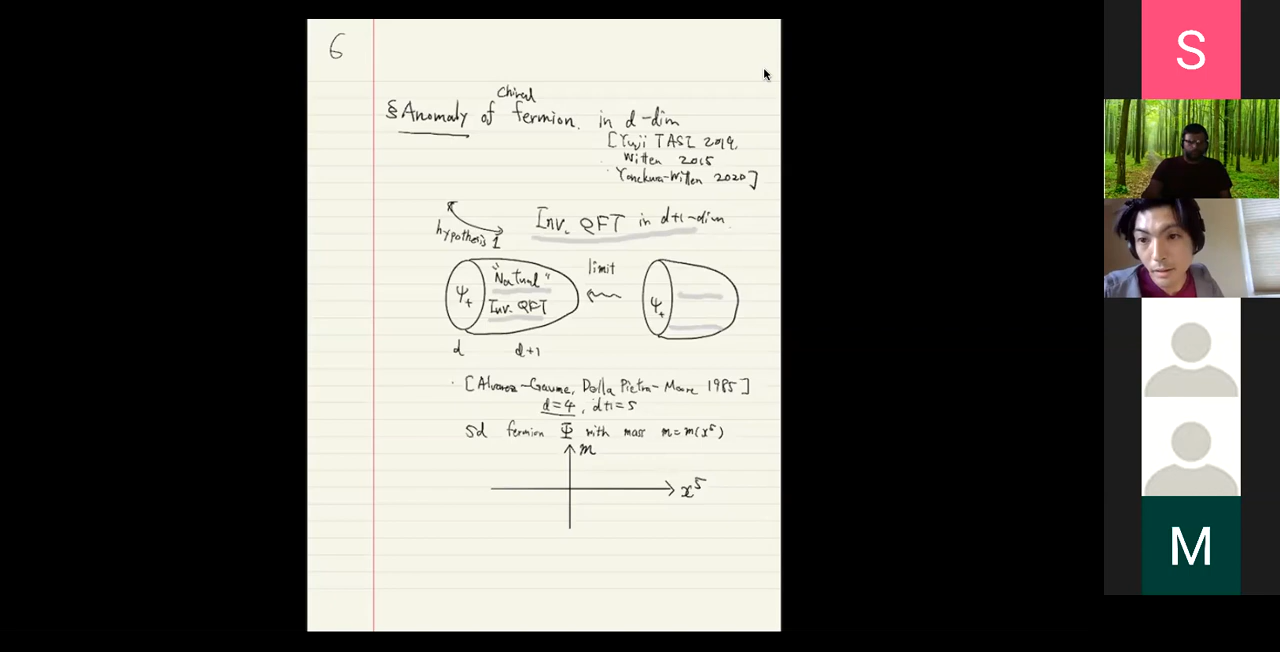 6
§ Anomaly of chiral fermion. in d-dim
[Yuji TASI 2019,
Witten 2015
Yonekura-Witten 2020]
hypothesis 1
Inv. QFT in d+1-dim.
"Natural"
Inv. QFT
ψ+
limit
ψ+
d d+1
· [Alvarez-Gaume, Della Pietra-Moore 1985]
d=4, d+1=5
5d fermion Ψ with mass m=m(x⁵)
m
x⁵
S
M